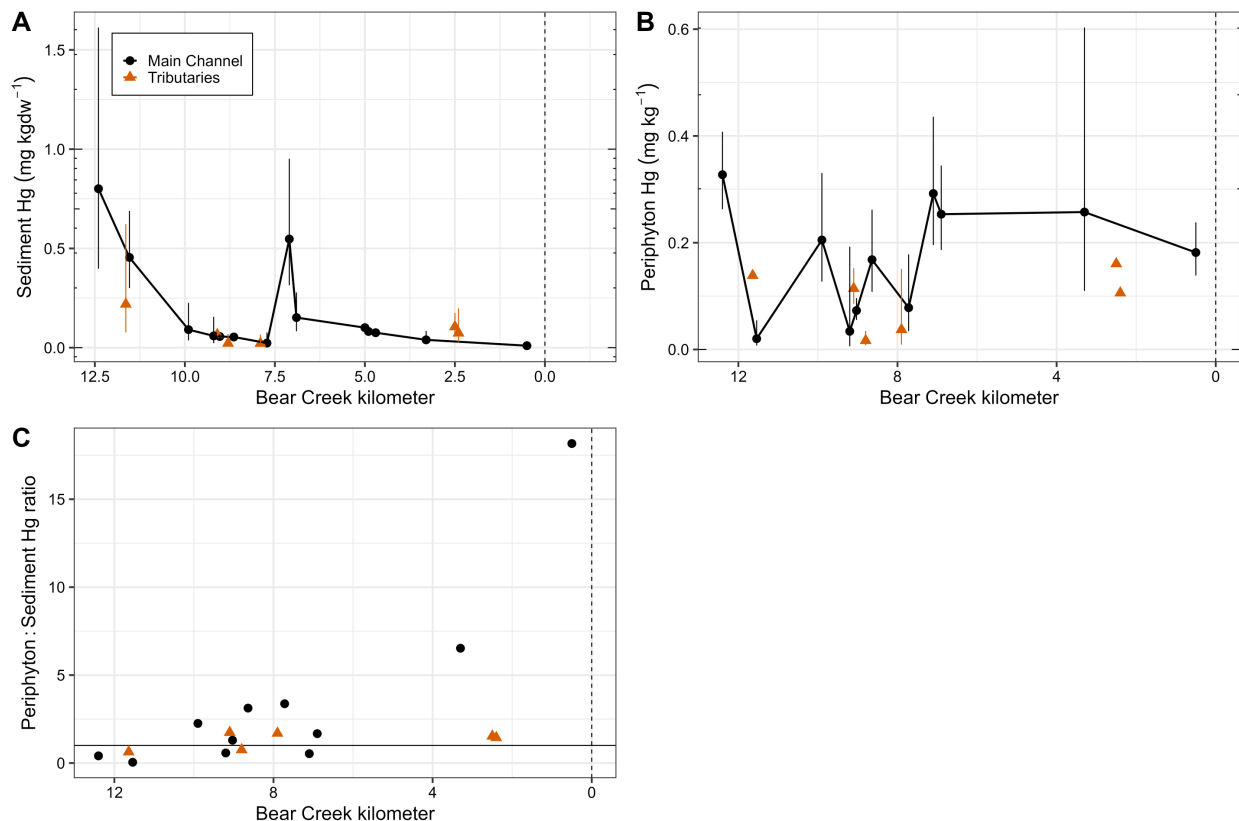 A
Sediment Hg (mg kgdw⁻¹)
1.5
1.0
0.5
0.0
Main Channel
Tributaries
12.5 10.0 7.5 5.0 2.5 0.0
Bear Creek kilometer
B
Periphyton Hg (mg kg⁻¹)
0.6
0.4
0.2
0.0
12 8 4 0
Bear Creek kilometer
C
Periphyton : Sediment Hg ratio
15
10
5
0
12 8 4 0
Bear Creek kilometer